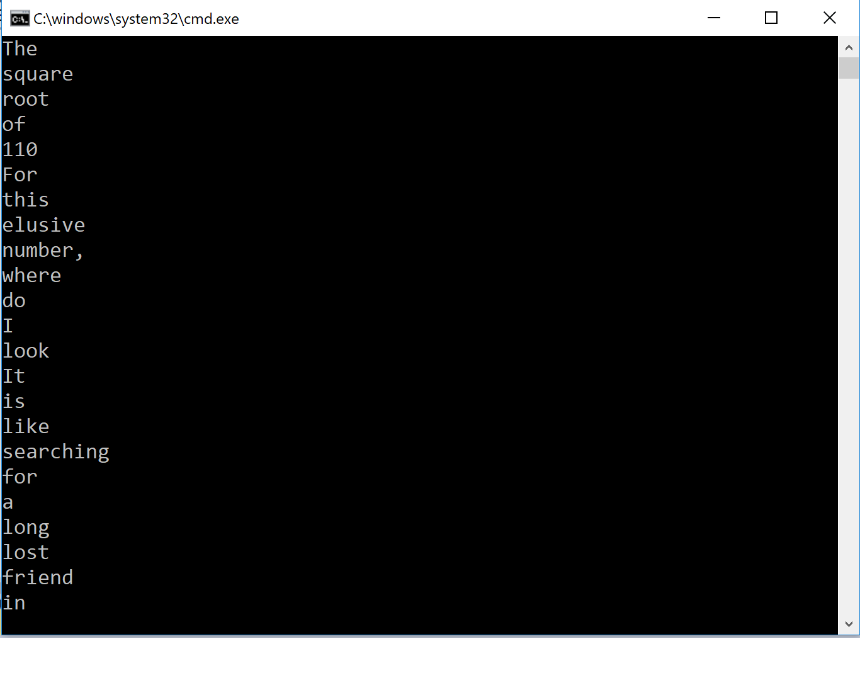 C:\windows\system32\cmd.exe
The
square
root
of
110
For
this
elusive
number,
where
do
I
look
It
is
like
searching
for
a
long
lost
friend
in